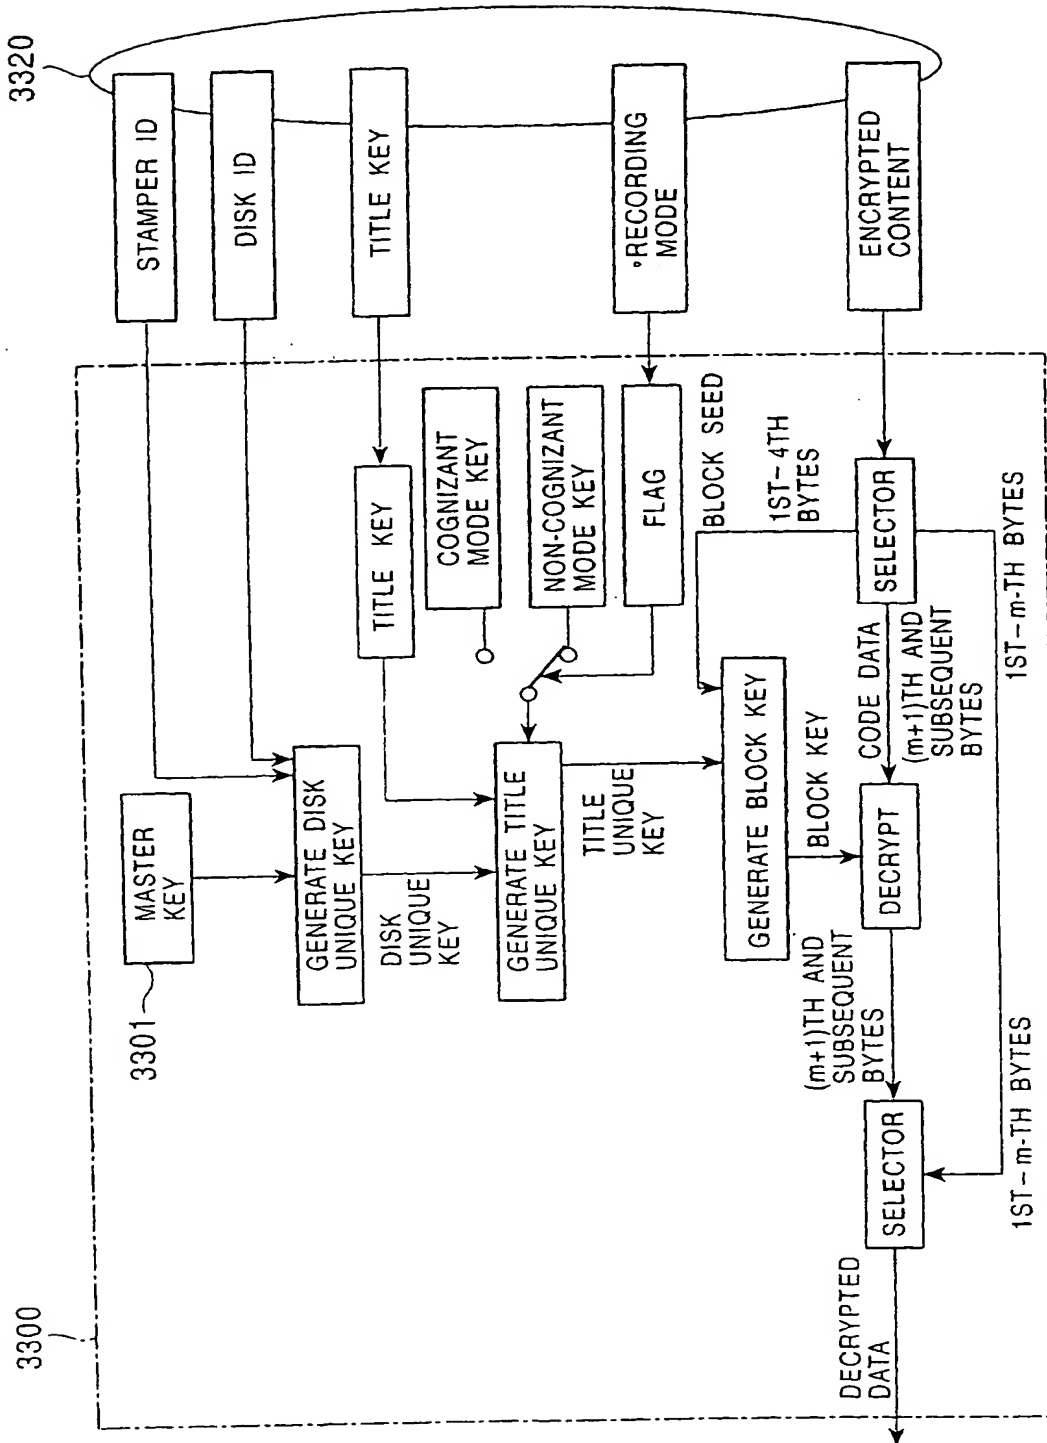 3300
3320
3301
MASTER
KEY
STAMPER ID
DISK ID
GENERATE DISK
UNIQUE KEY
DISK
UNIQUE
KEY
TITLE KEY
TITLE KEY
COGNIZANT
MODE KEY
NON-COGNIZANT
MODE KEY
GENERATE TITLE
UNIQUE KEY
TITLE
UNIQUE
KEY
FLAG
RECORDING
MODE
BLOCK SEED
1ST-4TH
BYTES
GENERATE BLOCK KEY
BLOCK KEY
ENCRYPTED
CONTENT
SELECTOR
CODE DATA
(m+1)TH AND
SUBSEQUENT
BYTES
DECRYPT
(m+1)TH AND
SUBSEQUENT
BYTES
SELECTOR
DECRYPTED
DATA
1ST-m-TH BYTES
1ST-m-TH BYTES